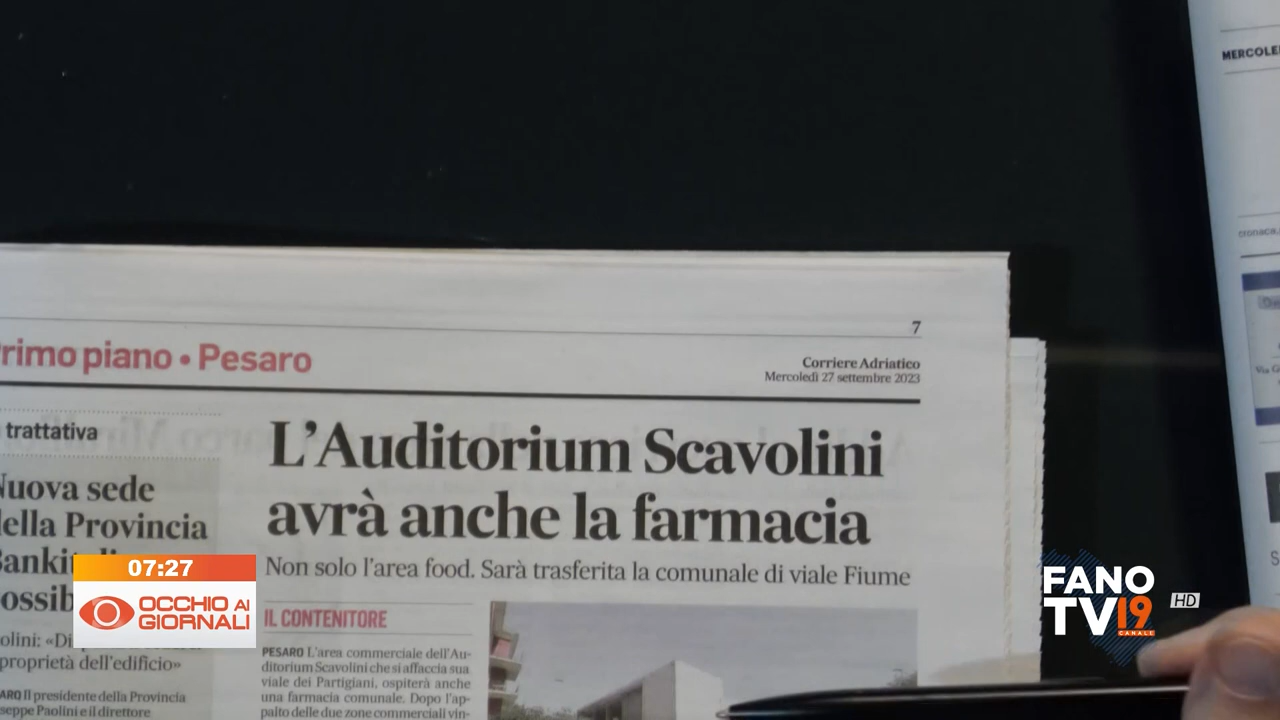 MERCOLE
cronaca.
7
Primo piano • Pesaro
Corriere Adriatico
Mercoledì 27 settembre 2023
trattativa
Nuova sede
della Provincia
L'Auditorium Scavolini
avrà anche la farmacia
Non solo l'area food. Sarà trasferita la comunale di viale Fiume
IL CONTENITORE
PESARO L'area commerciale dell'Au-
ditorium Scavolini che si affaccia sua
viale dei Partigiani, ospiterà anche
una farmacia comunale. Dopo l'ap-
palto delle due zone commerciali vin-
proprietà dell'edificio»
Il presidente della Provincia
Paolini e il direttore
07:27
OCCHIO AI
GIORNALI
FANO
TV19
CANALE
HD
Via G